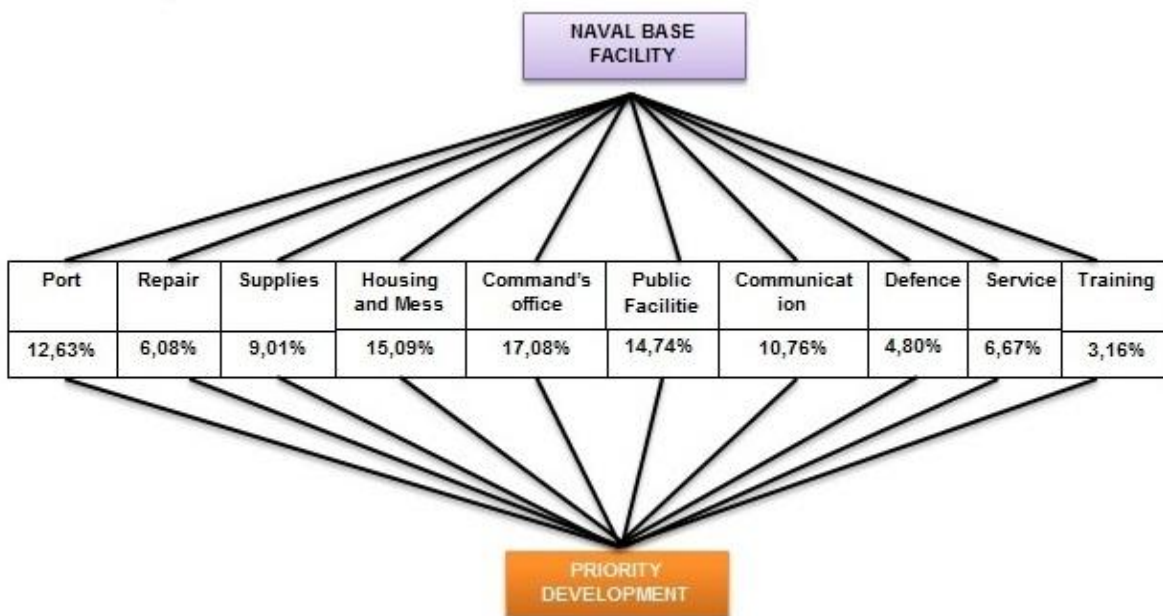 NAVAL BASE
FACILITY
Port
Repair
Supplies
Housing
and Mess
Command's
office
Public
Facilitie
Communicat
ion
Defence
Service
Training
12,63%
6,08%
9,01%
15,09%
17,08%
14,74%
10,76%
4,80%
6,67%
3,16%
PRIORITY
DEVELOPMENT